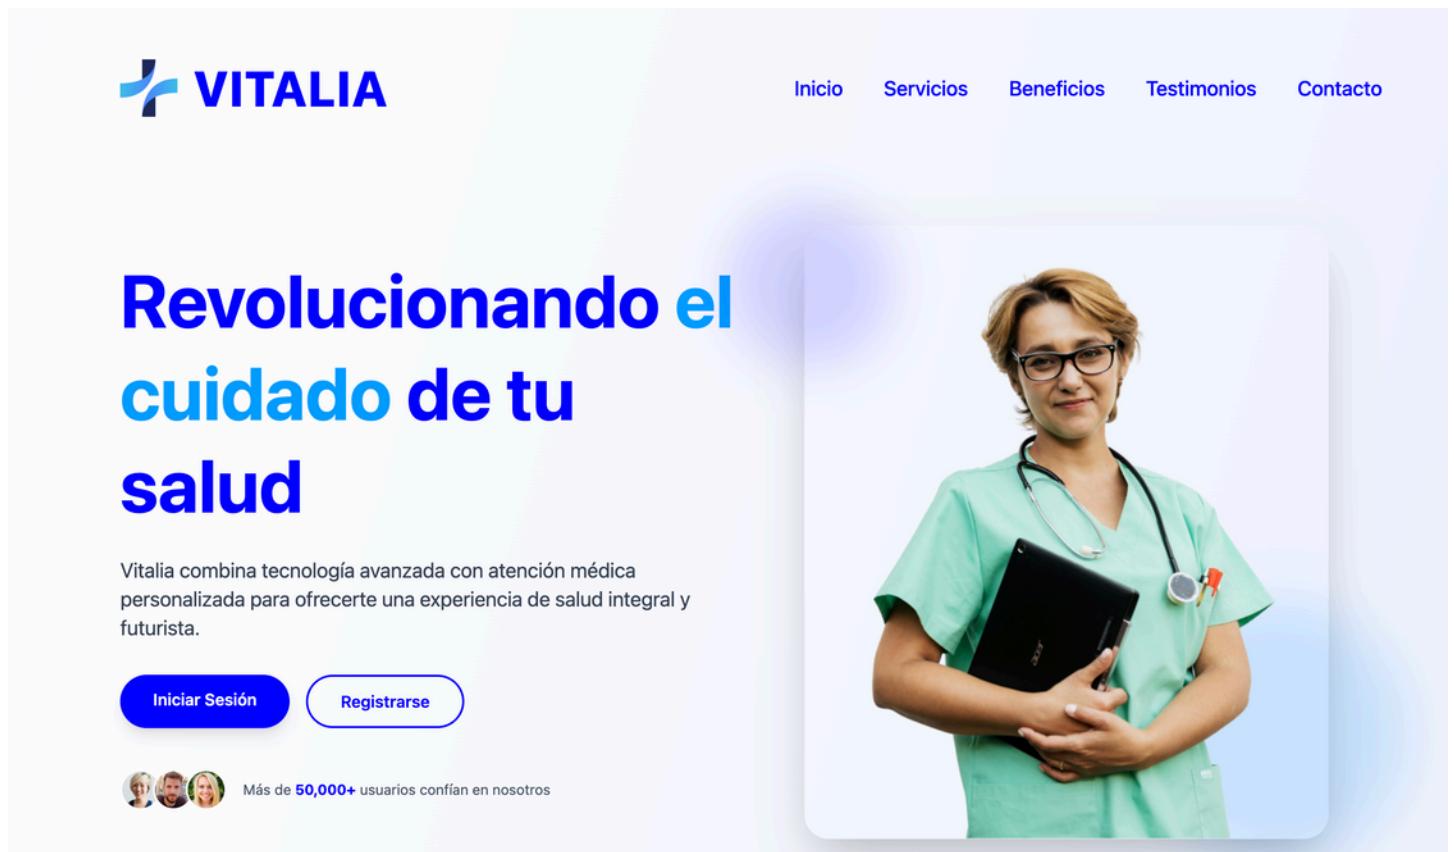 VITALIA
Inicio Servicios Beneficios Testimonios Contacto
Revolucionando el
cuidado de tu
salud
Vitalia combina tecnología avanzada con atención médica
personalizada para ofrecerte una experiencia de salud integral y
futurista.
Iniciar Sesión Registrarse
Más de 50,000+ usuarios confían en nosotros
acer